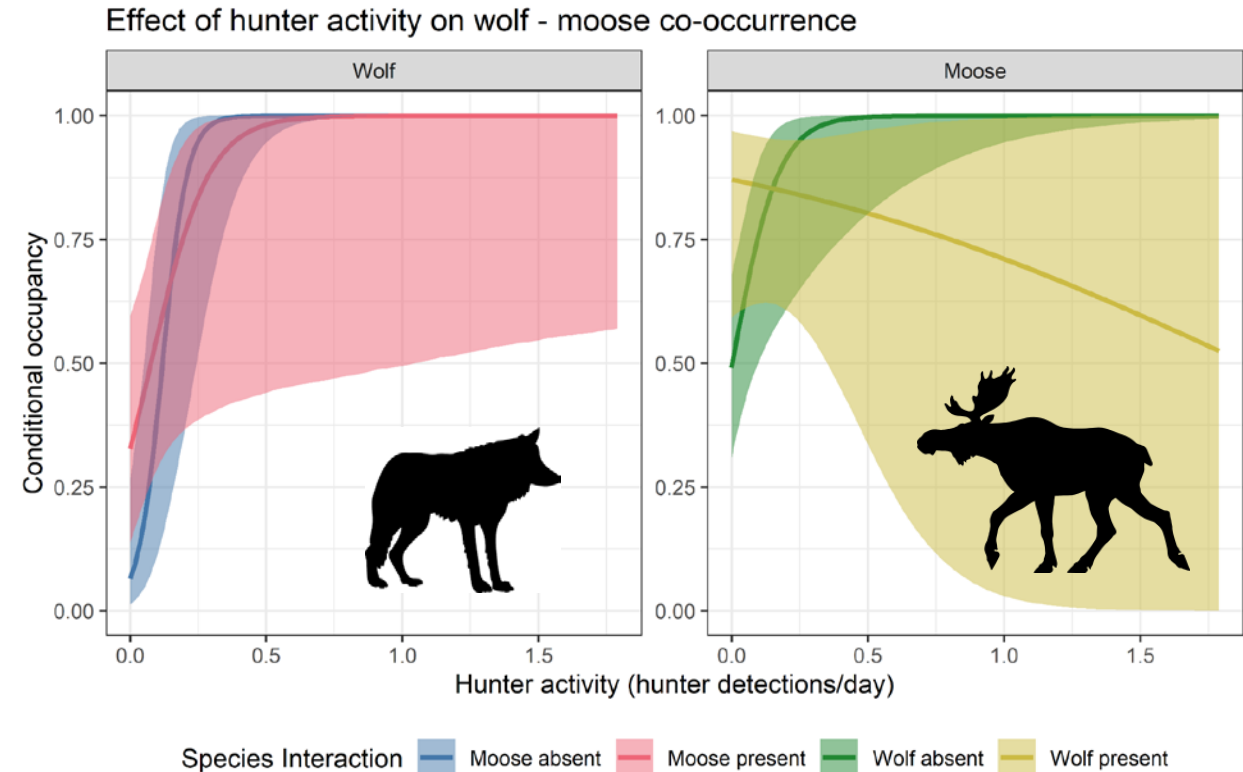 Effect of hunter activity on wolf - moose co-occurrence
Wolf
Moose
Conditional occupancy
1.00
0.75
0.50
0.25
0.00
1.00
0.75
0.50
0.25
0.00
0.0 0.5 1.0 1.5
0.0 0.5 1.0 1.5
Hunter activity (hunter detections/day)
Species Interaction Moose absent Moose present Wolf absent Wolf present